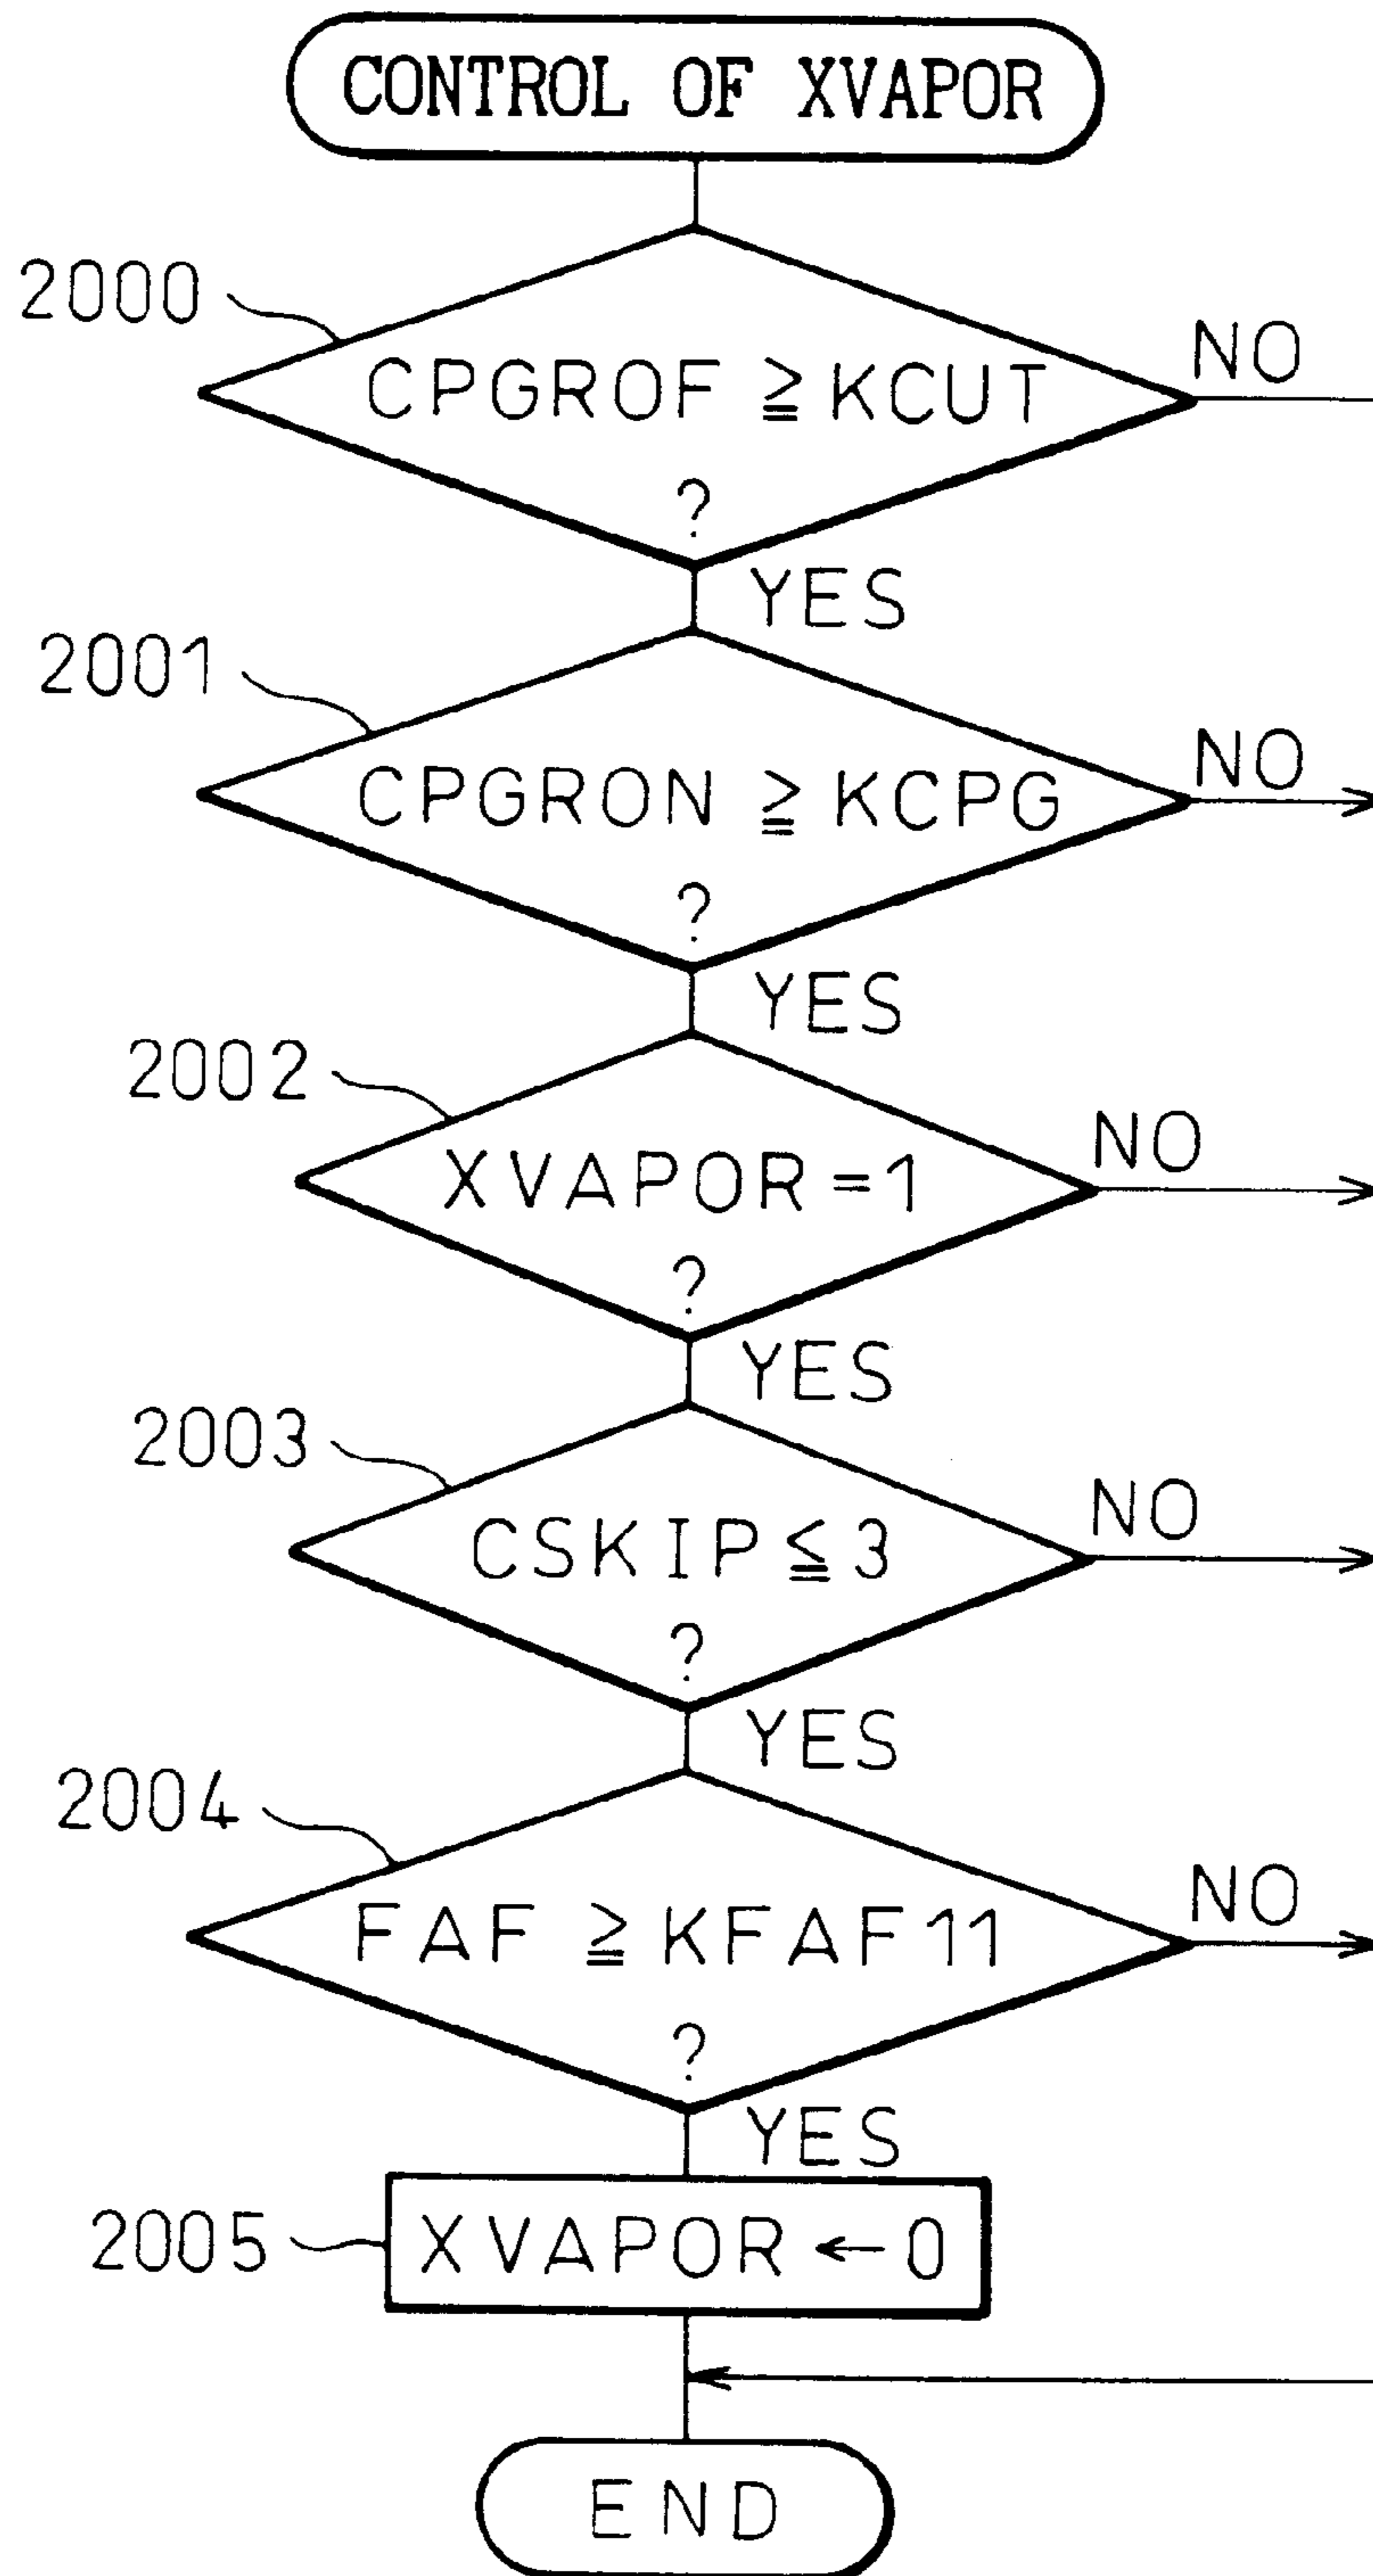 CONTROL OF XVAPOR
2000
CPGROF ≧ KCUT
?
NO
YES
2001
CPGRON ≧ KCPG
?
NO
YES
2002
XVAPOR = 1
?
NO
YES
2003
CSKIP ≦ 3
?
NO
YES
2004
FAF ≧ KFAF11
?
NO
YES
2005
XVAPOR ← 0
END